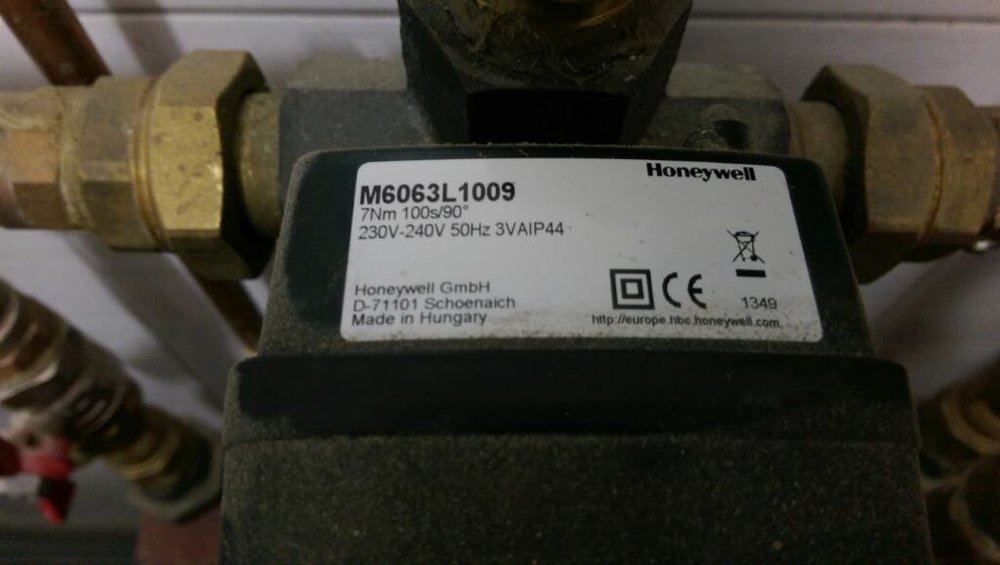 Honeywell
M6063L1009
7Nm 100s/90°
230V-240V 50Hz 3VAIP44
Honeywell GmbH
D-71101 Schoenaich
Made in Hungary
CE
1349
http://europe.hbc.honeywell.com